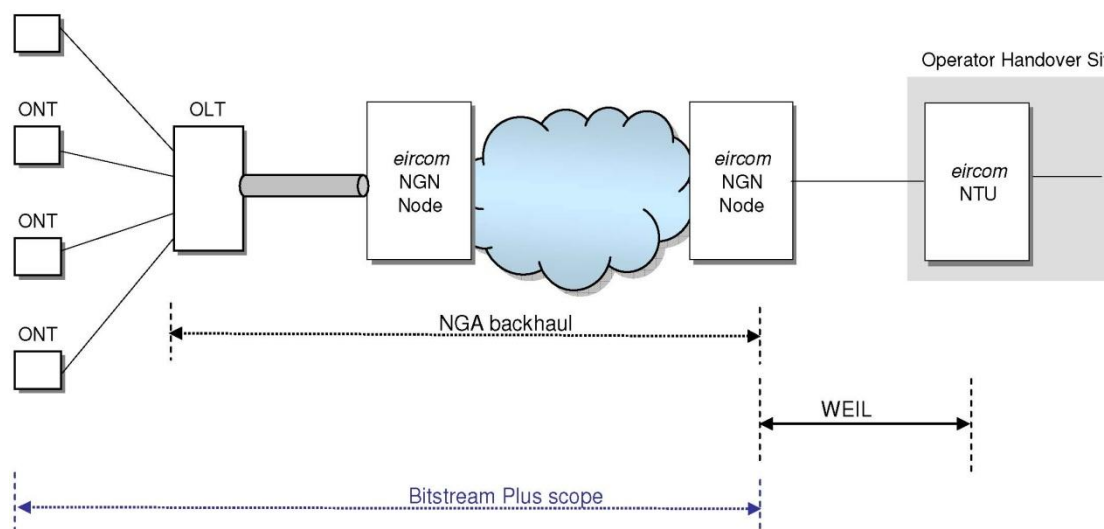 Operator Handover Si
ONT
OLT
eircom
NGN
Node
eircom
NGN
Node
eircom
NTU
ONT
ONT
NGA backhaul
WEIL
Bitstream Plus scope